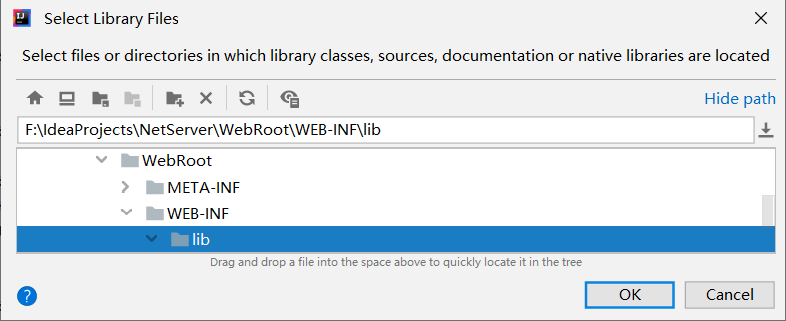 Select Library Files
Select files or directories in which library classes, sources, documentation or native libraries are located
Hide path
F:\IdeaProjects\NetServer\WebRoot\WEB-INF\lib
WebRoot
META-INF
WEB-INF
lib
Drag and drop a file into the space above to quickly locate it in the tree
?
OK
Cancel